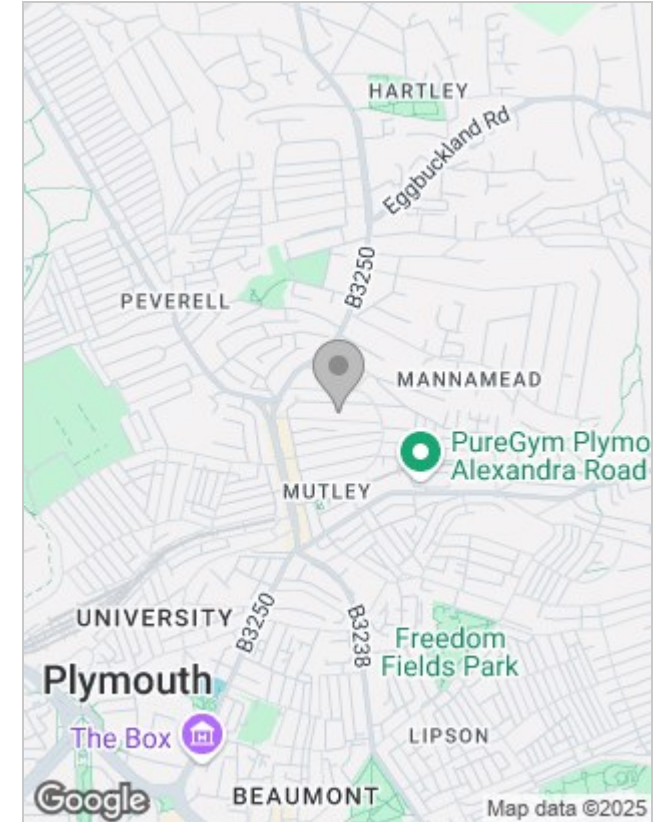 HARTLEY
Eggbuckland Rd
B3250
PEVERELL
MANNAMEAD
PureGym Plymo
Alexandra Road
MUTLEY
UNIVERSITY
B3250
B3238
Freedom
Fields Park
Plymouth
The Box
LIPSON
BEAUMONT
Google
Map data ©2025